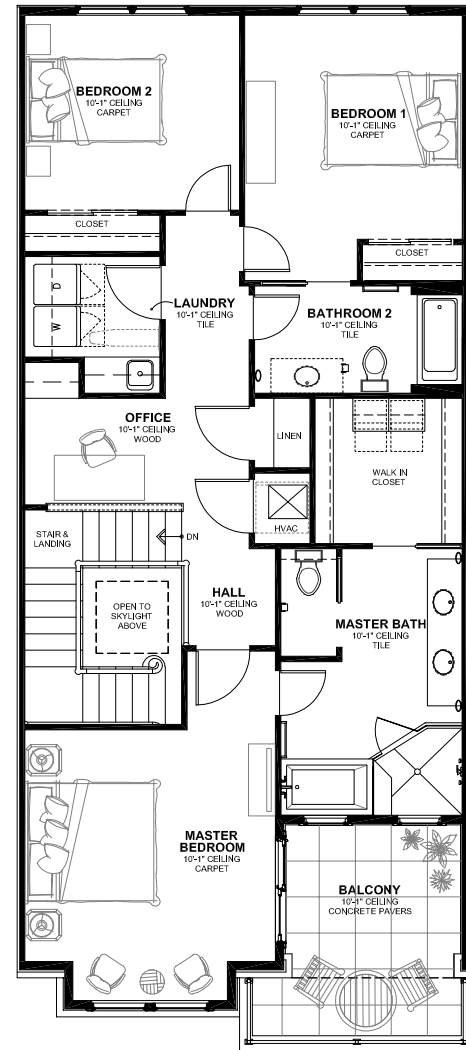 BEDROOM 2
10'-1" CEILING
CARPET
BEDROOM 1
10'-1" CEILING
CARPET
CLOSET
CLOSET
D
W
LAUNDRY
10'-1" CEILING
TILE
BATHROOM 2
10'-1" CEILING
TILE
OFFICE
10'-1" CEILING
WOOD
LINEN
WALK IN
CLOSET
HVAC
STAIR &
LANDING
DN
OPEN TO
SKYLIGHT
ABOVE
HALL
10'-1" CEILING
WOOD
MASTER BATH
10'-1" CEILING
TILE
MASTER
BEDROOM
10'-1" CEILING
CARPET
BALCONY
10'-1" CEILING
CONCRETE PAVERS